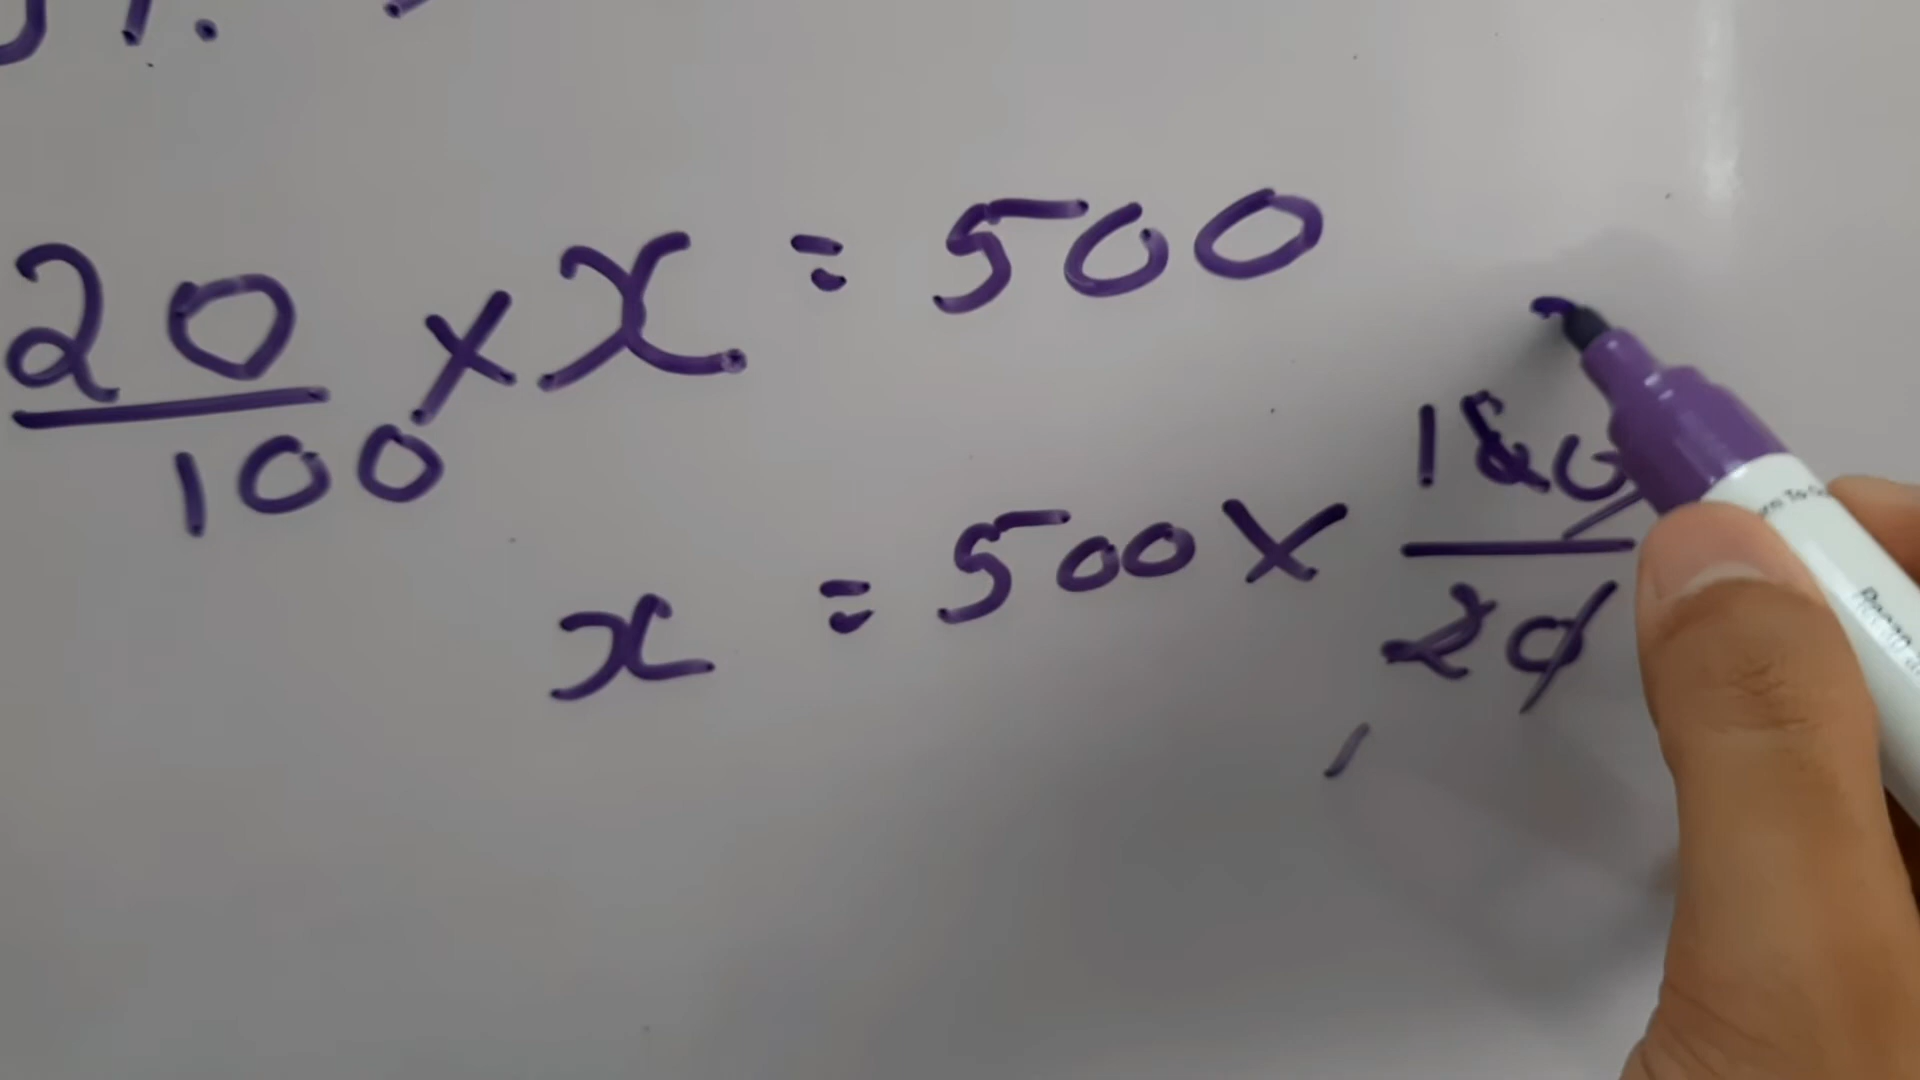 20/100 × x = 500
x = 500 × 100/20